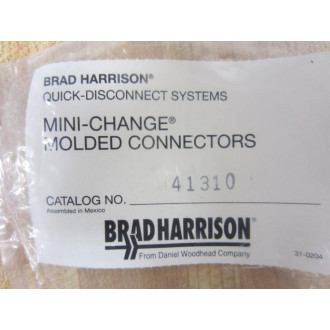 BRAD HARRISON®
QUICK-DISCONNECT SYSTEMS
MINI-CHANGE®
MOLDED CONNECTORS
CATALOG NO. 41310
Assembled in Mexico
BRADHARRISON®
From Daniel Woodhead Company
31-0204